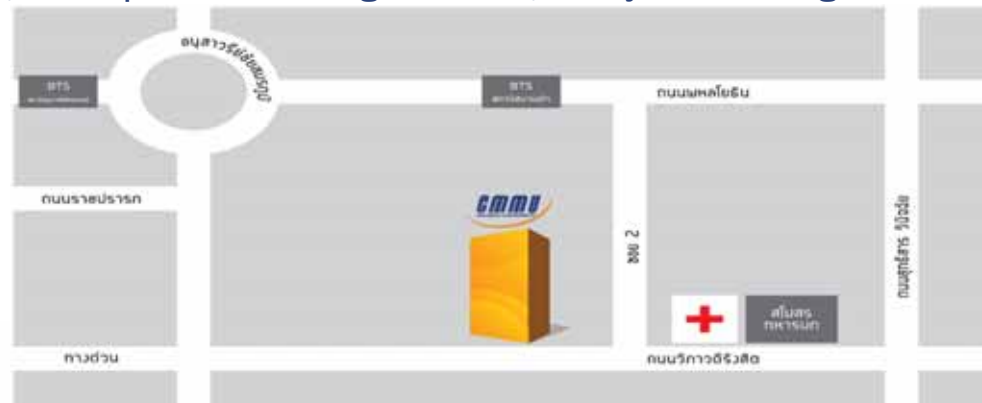 อนุสาวรีย์ชัยสมรภูมิ
BTS
BTS
ถนนพหลโยธิน
ถนนราชปรารภ
CMMU
ซอย 2
ถนนสุทธิสาร วินิจฉัย
สโมสร
ทหารบก
ทางด่วน
ถนนวิภาวดีรังสิต